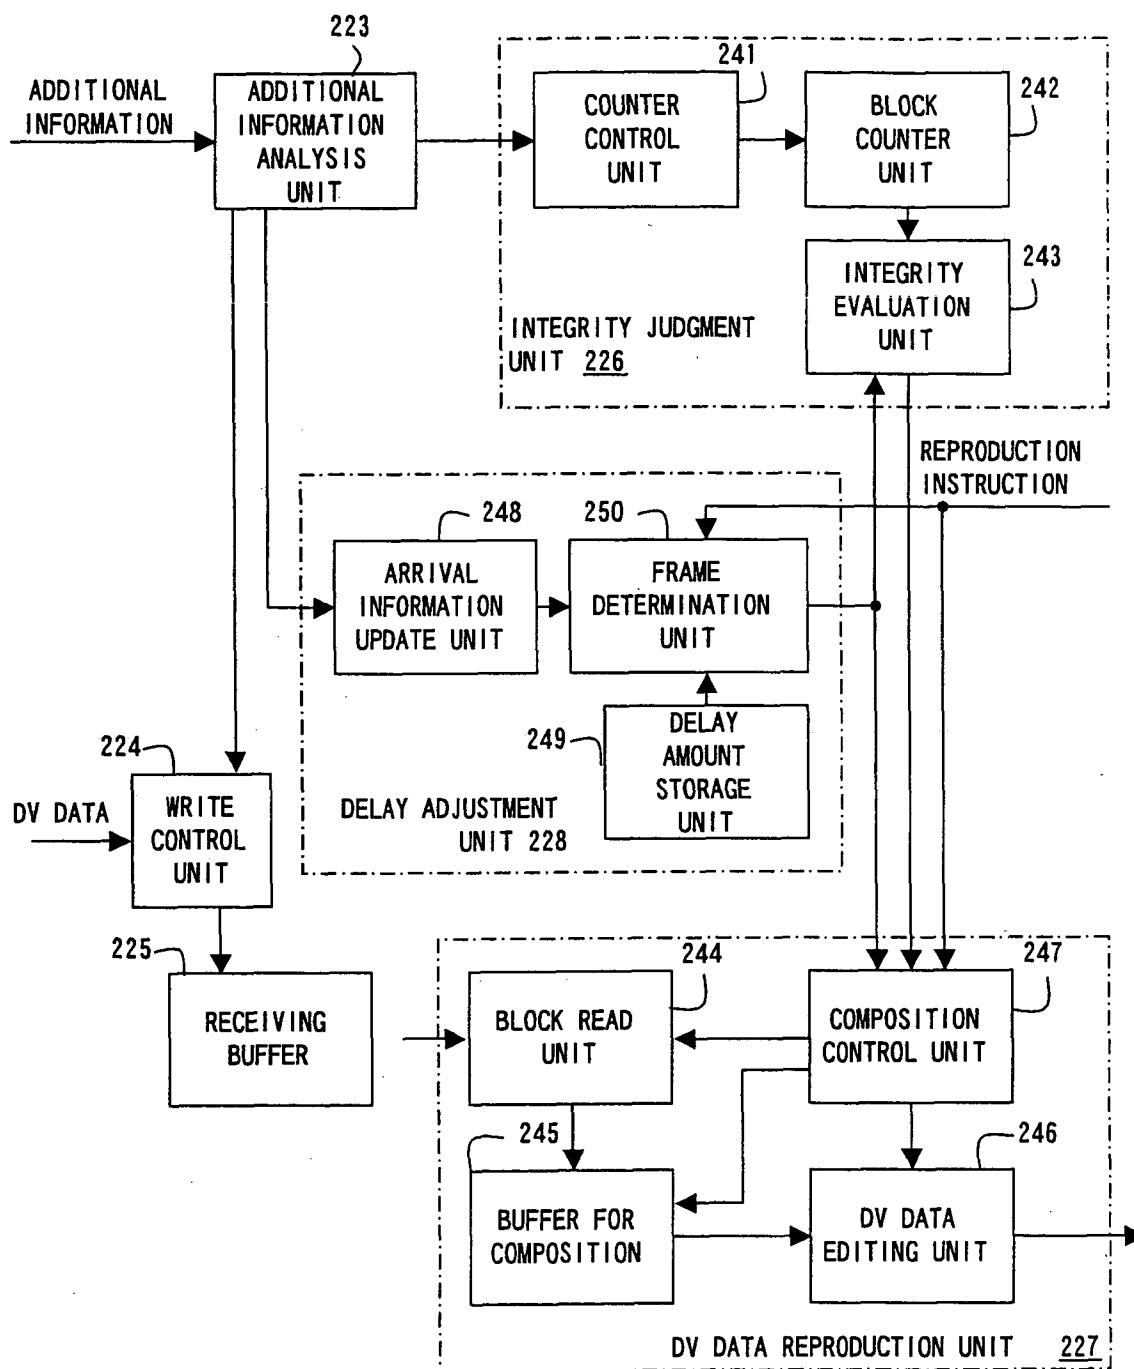 223
ADDITIONAL
INFORMATION
ADDITIONAL
INFORMATION
ANALYSIS
UNIT
241
COUNTER
CONTROL
UNIT
242
BLOCK
COUNTER
UNIT
243
INTEGRITY
EVALUATION
UNIT
INTEGRITY JUDGMENT
UNIT 226
REPRODUCTION
INSTRUCTION
248
ARRIVAL
INFORMATION
UPDATE UNIT
250
FRAME
DETERMINATION
UNIT
249
DELAY
AMOUNT
STORAGE
UNIT
DELAY ADJUSTMENT
UNIT 228
224
DV DATA
WRITE
CONTROL
UNIT
225
RECEIVING
BUFFER
244
BLOCK READ
UNIT
247
COMPOSITION
CONTROL UNIT
245
BUFFER FOR
COMPOSITION
246
DV DATA
EDITING UNIT
DV DATA REPRODUCTION UNIT 227